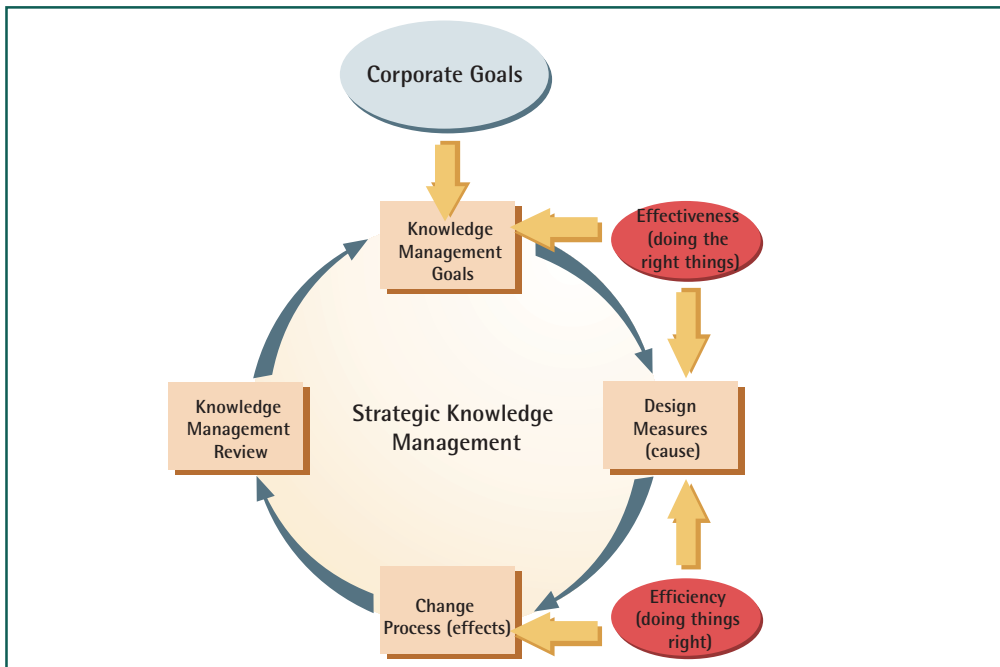 Corporate Goals
Knowledge
Management
Goals
Effectiveness
(doing the
right things)
Knowledge
Management
Review
Strategic Knowledge
Management
Design
Measures
(cause)
Change
Process (effects)
Efficiency
(doing things
right)